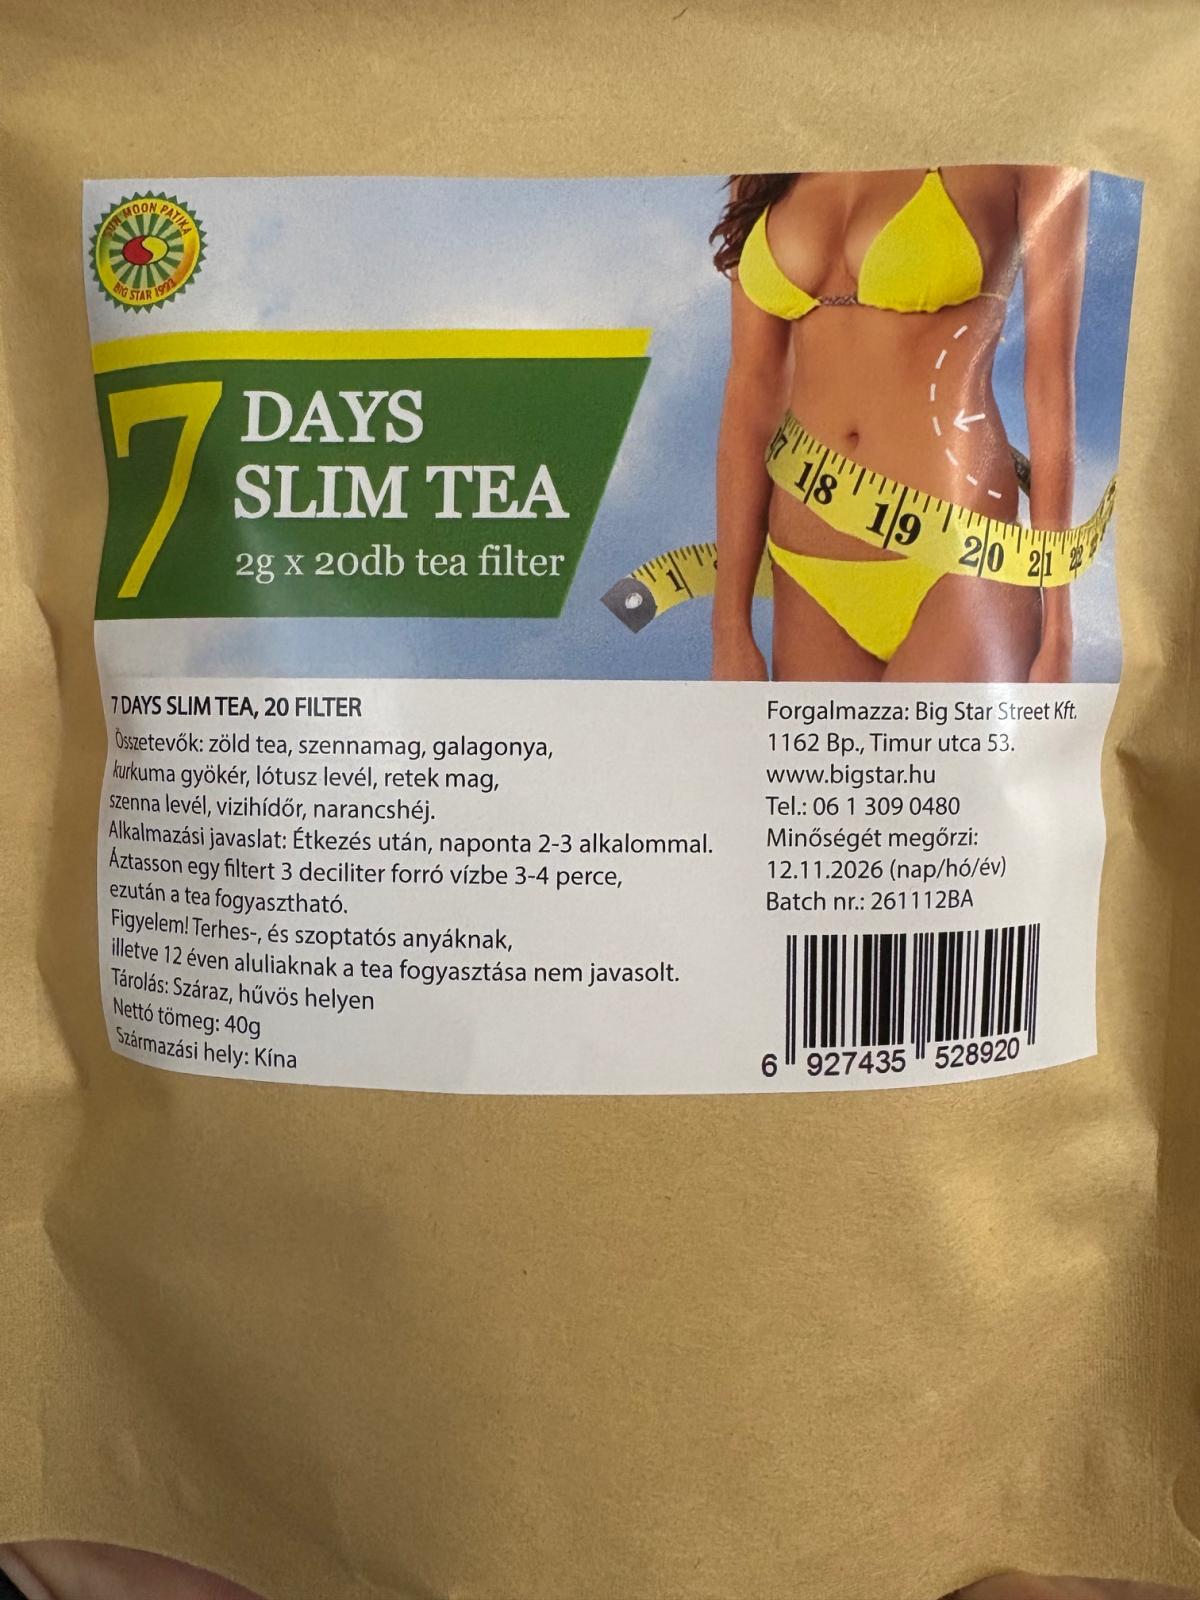 SUN MOON PATIKA
BIG STAR 1993
7 DAYS
SLIM TEA
2g x 20db tea filter
17 18 19 20 21 22
1
7 DAYS SLIM TEA, 20 FILTER
Összetevők: zöld tea, szennamag, galagonya,
kurkuma gyökér, lótusz levél, retek mag,
szenna levél, vizihídőr, narancshéj.
Alkalmazási javaslat: Étkezés után, naponta 2-3 alkalommal.
Áztasson egy filtert 3 deciliter forró vízbe 3-4 perce,
ezután a tea fogyasztható.
Figyelem! Terhes-, és szoptatós anyáknak,
illetve 12 éven aluliaknak a tea fogyasztása nem javasolt.
Tárolás: Száraz, hűvös helyen
Nettó tömeg: 40g
Származási hely: Kína
Forgalmazza: Big Star Street Kft.
1162 Bp., Timur utca 53.
www.bigstar.hu
Tel.: 06 1 309 0480
Minőségét megőrzi:
12.11.2026 (nap/hó/év)
Batch nr.: 261112BA
6 927435 528920